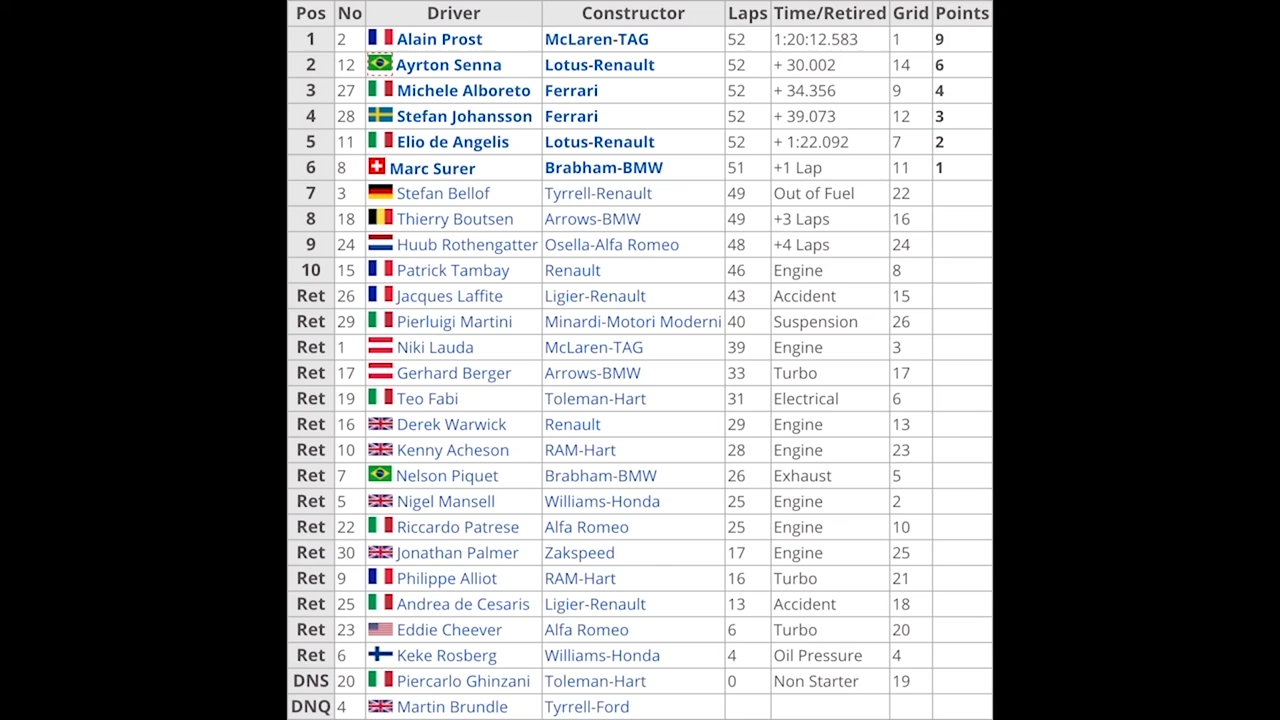 Pos No Driver Constructor Laps Time/Retired Grid Points
1 2 Alain Prost McLaren-TAG 52 1:20:12.583 1 9
2 12 Ayrton Senna Lotus-Renault 52 + 30.002 14 6
3 27 Michele Alboreto Ferrari 52 + 34.356 9 4
4 28 Stefan Johansson Ferrari 52 + 39.073 12 3
5 11 Elio de Angelis Lotus-Renault 52 + 1:22.092 7 2
6 8 Marc Surer Brabham-BMW 51 +1 Lap 11 1
7 3 Stefan Bellof Tyrrell-Renault 49 Out of Fuel 22
8 18 Thierry Boutsen Arrows-BMW 49 +3 Laps 16
9 24 Huub Rothengatter Osella-Alfa Romeo 48 +4 Laps 24
10 15 Patrick Tambay Renault 46 Engine 8
Ret 26 Jacques Laffite Ligier-Renault 43 Accident 15
Ret 29 Pierluigi Martini Minardi-Motori Moderni 40 Suspension 26
Ret 1 Niki Lauda McLaren-TAG 39 Engine 3
Ret 17 Gerhard Berger Arrows-BMW 33 Turbo 17
Ret 19 Teo Fabi Toleman-Hart 31 Electrical 6
Ret 16 Derek Warwick Renault 29 Engine 13
Ret 10 Kenny Acheson RAM-Hart 28 Engine 23
Ret 7 Nelson Piquet Brabham-BMW 26 Exhaust 5
Ret 5 Nigel Mansell Williams-Honda 25 Engine 2
Ret 22 Riccardo Patrese Alfa Romeo 25 Engine 10
Ret 30 Jonathan Palmer Zakspeed 17 Engine 25
Ret 9 Philippe Alliot RAM-Hart 16 Turbo 21
Ret 25 Andrea de Cesaris Ligier-Renault 13 Accident 18
Ret 23 Eddie Cheever Alfa Romeo 6 Turbo 20
Ret 6 Keke Rosberg Williams-Honda 4 Oil Pressure 4
DNS 20 Piercarlo Ghinzani Toleman-Hart 0 Non Starter 19
DNQ 4 Martin Brundle Tyrrell-Ford